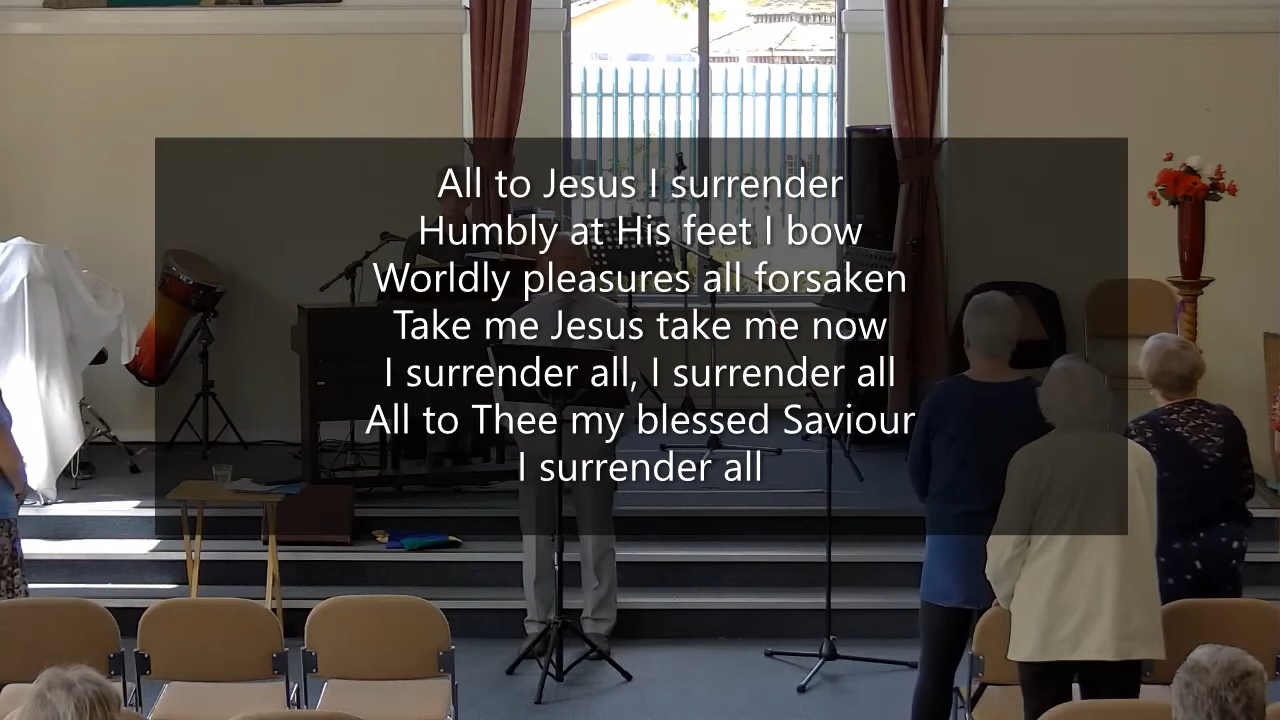 All to Jesus I surrender
Humbly at His feet I bow
Worldly pleasures all forsaken
Take me Jesus take me now
I surrender all, I surrender all
All to Thee my blessed Saviour
I surrender all